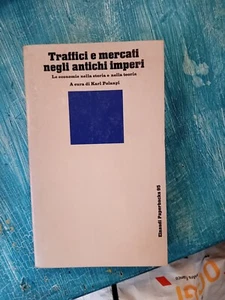 Traffici e mercati
negli antichi imperi
Le economie nella storia e nella teoria
A cura di Karl Polanyi
Einaudi Paperbacks 95